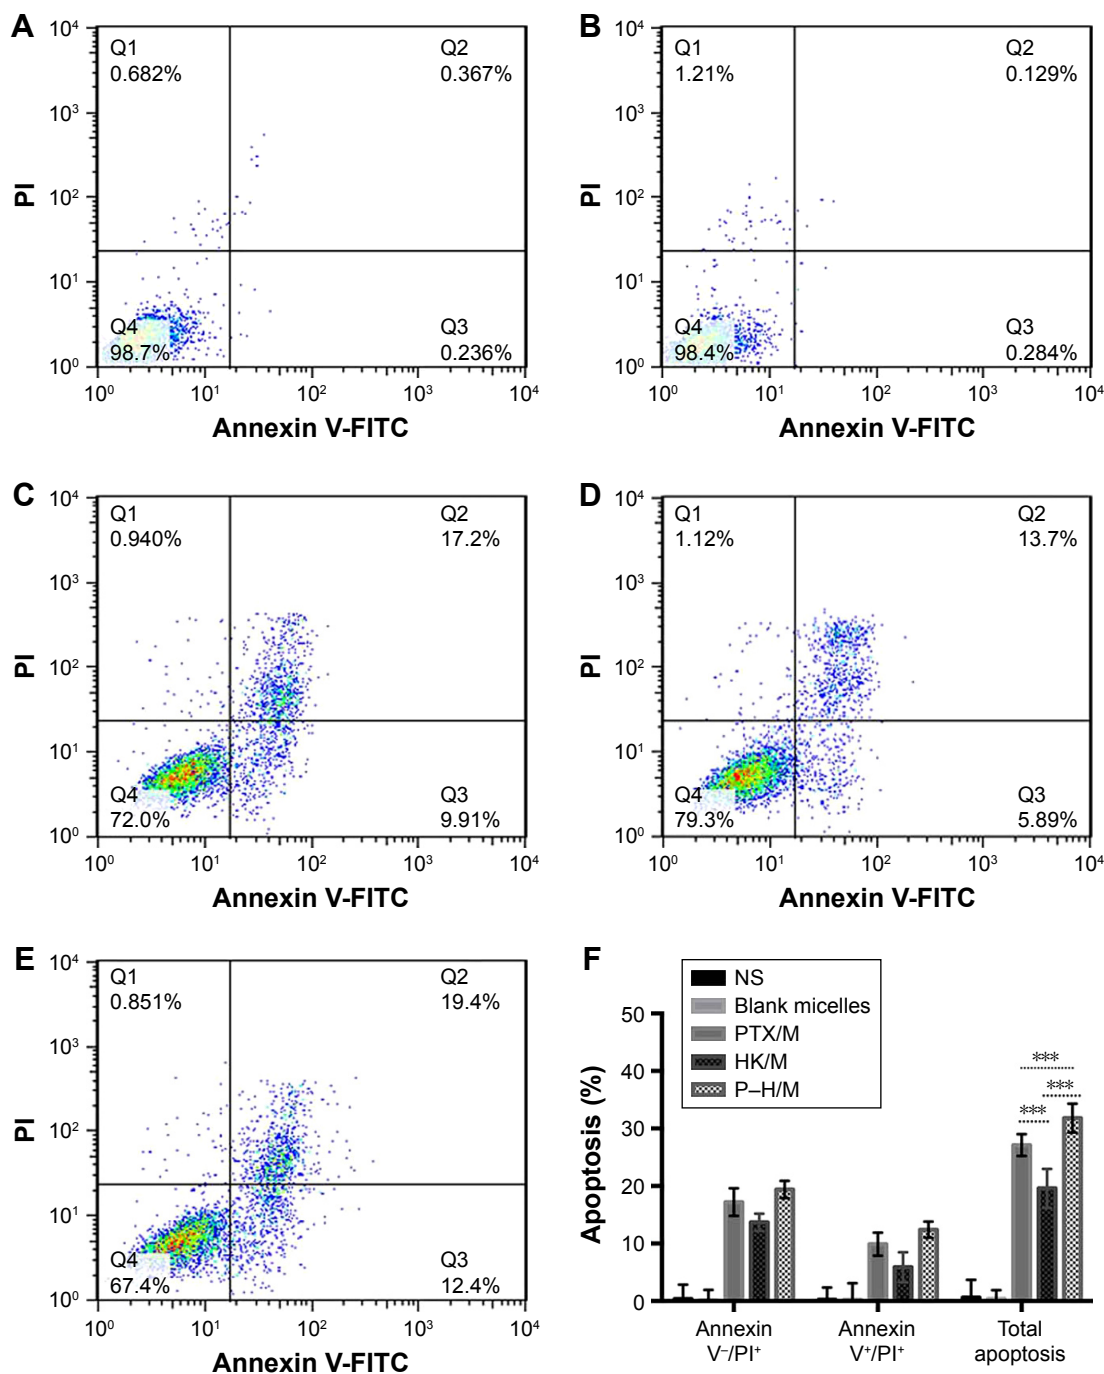 A
10⁴
10³
10²
10¹
10⁰
PI
Q1
0.682%
Q2
0.367%
Q4
98.7%
Q3
0.236%
10⁰ 10¹ 10² 10³ 10⁴
Annexin V-FITC
B
10⁴
10³
10²
10¹
10⁰
PI
Q1
1.21%
Q2
0.129%
Q4
98.4%
Q3
0.284%
10⁰ 10¹ 10² 10³ 10⁴
Annexin V-FITC
C
10⁴
10³
10²
10¹
10⁰
PI
Q1
0.940%
Q2
17.2%
Q4
72.0%
Q3
9.91%
10⁰ 10¹ 10² 10³ 10⁴
Annexin V-FITC
D
10⁴
10³
10²
10¹
10⁰
PI
Q1
1.12%
Q2
13.7%
Q4
79.3%
Q3
5.89%
10⁰ 10¹ 10² 10³ 10⁴
Annexin V-FITC
E
10⁴
10³
10²
10¹
10⁰
PI
Q1
0.851%
Q2
19.4%
Q4
67.4%
Q3
12.4%
10⁰ 10¹ 10² 10³ 10⁴
Annexin V-FITC
F
NS
Blank micelles
PTX/M
HK/M
P–H/M
50
40
30
20
10
0
Apoptosis (%)
***
***
***
Annexin
V⁻/PI⁺
Annexin
V⁺/PI⁺
Total
apoptosis